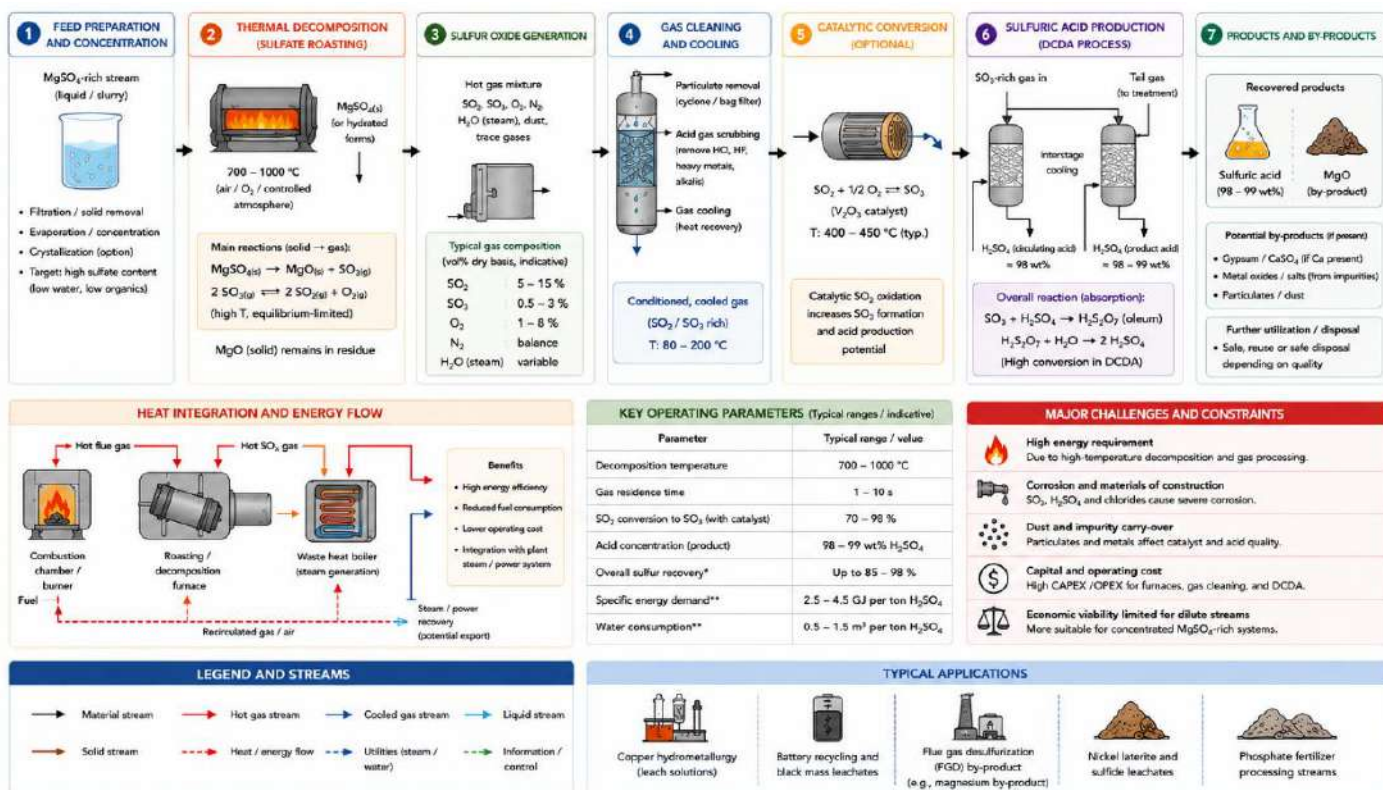 1 FEED PREPARATION
AND CONCENTRATION
MgSO₄-rich stream
(liquid / slurry)
• Filtration / solid removal
• Evaporation / concentration
• Crystallization (option)
• Target: high sulfate content
(low water, low organics)
2 THERMAL DECOMPOSITION
(SULFATE ROASTING)
MgSO₄(s)
(or hydrated
forms)
700 – 1000 °C
(air / O₂ / controlled
atmosphere)
Main reactions (solid → gas):
MgSO₄(s) → MgO(s) + SO₃(g)
2 SO₃(g) ⇌ 2 SO₂(g) + O₂(g)
(high T, equilibrium-limited)
MgO (solid) remains in residue
3 SULFUR OXIDE GENERATION
Hot gas mixture
SO₂, SO₃, O₂, N₂,
H₂O (steam), dust,
trace gases
Typical gas composition
(vol% dry basis, indicative)
SO₂ 5 – 15 %
SO₃ 0.5 – 3 %
O₂ 1 – 8 %
N₂ balance
H₂O (steam) variable
4 GAS CLEANING
AND COOLING
Particulate removal
(cyclone / bag filter)
Acid gas scrubbing
(remove HCl, HF,
heavy metals,
alkalis)
Gas cooling
(heat recovery)
Conditioned, cooled gas
(SO₂ / SO₃ rich)
T: 80 – 200 °C
5 CATALYTIC CONVERSION
(OPTIONAL)
SO₂ + 1/2 O₂ ⇌ SO₃
(V₂O₅ catalyst)
T: 400 – 450 °C (typ.)
Catalytic SO₂ oxidation
increases SO₃ formation
and acid production
potential
6 SULFURIC ACID PRODUCTION
(DCDA PROCESS)
SO₃-rich gas in
Tail gas
(to treatment)
Interstage
cooling
H₂SO₄ (circulating acid)
≈ 98 wt%
H₂SO₄ (product acid)
≈ 98 – 99 wt%
Overall reaction (absorption):
SO₃ + H₂SO₄ → H₂S₂O₇ (oleum)
H₂S₂O₇ + H₂O → 2 H₂SO₄
(High conversion in DCDA)
7 PRODUCTS AND BY-PRODUCTS
Recovered products
Sulfuric acid
(98 – 99 wt%)
MgO
(by-product)
Potential by-products (if present)
• Gypsum / CaSO₄ (if Ca present)
• Metal oxides / salts (from impurities)
• Particulates / dust
Further utilization / disposal
• Safe, reuse or safe disposal
depending on quality
HEAT INTEGRATION AND ENERGY FLOW
Hot flue gas
Hot SOₓ gas
Combustion
chamber /
burner
Fuel
Roasting /
decomposition
furnace
Waste heat boiler
(steam generation)
Recirculated gas / air
Steam / power
recovery
(potential export)
Benefits
• High energy efficiency
• Reduced fuel consumption
• Lower operating cost
• Integration with plant
steam / power system
KEY OPERATING PARAMETERS (Typical ranges / indicative)
Parameter Typical range / value
Decomposition temperature 700 – 1000 °C
Gas residence time 1 – 10 s
SO₂ conversion to SO₃ (with catalyst) 70 – 98 %
Acid concentration (product) 98 – 99 wt% H₂SO₄
Overall sulfur recovery* Up to 85 – 98 %
Specific energy demand** 2.5 – 4.5 GJ per ton H₂SO₄
Water consumption** 0.5 – 1.5 m³ per ton H₂SO₄
MAJOR CHALLENGES AND CONSTRAINTS
High energy requirement
Due to high-temperature decomposition and gas processing.
Corrosion and materials of construction
SO₃, H₂SO₄ and chlorides cause severe corrosion.
Dust and impurity carry-over
Particulates and metals affect catalyst and acid quality.
Capital and operating cost
High CAPEX /OPEX for furnaces, gas cleaning, and DCDA.
Economic viability limited for dilute streams
More suitable for concentrated MgSO₄-rich systems.
LEGEND AND STREAMS
Material stream
Hot gas stream
Cooled gas stream
Liquid stream
Solid stream
Heat / energy flow
Utilities (steam /
water)
Information /
control
TYPICAL APPLICATIONS
Copper hydrometallurgy
(leach solutions)
Battery recycling and
black mass leachates
Flue gas desulfurization
(FGD) by-product
(e.g., magnesium by-product)
Nickel laterite and
sulfide leachates
Phosphate fertilizer
processing streams